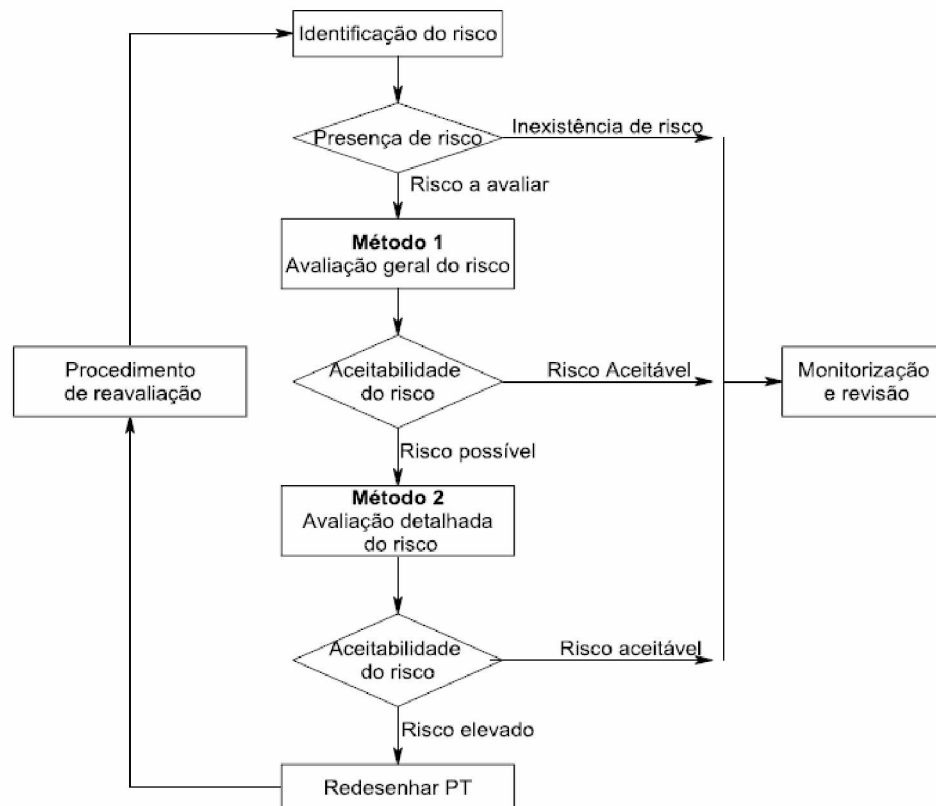 Identificação do risco
Presença de risco
Inexistência de risco
Risco a avaliar
Método 1
Avaliação geral do risco
Procedimento
de reavaliação
Aceitabilidade
do risco
Risco Aceitável
Monitorização
e revisão
Risco possível
Método 2
Avaliação detalhada
do risco
Aceitabilidade
do risco
Risco aceitável
Risco elevado
Redesenhar PT